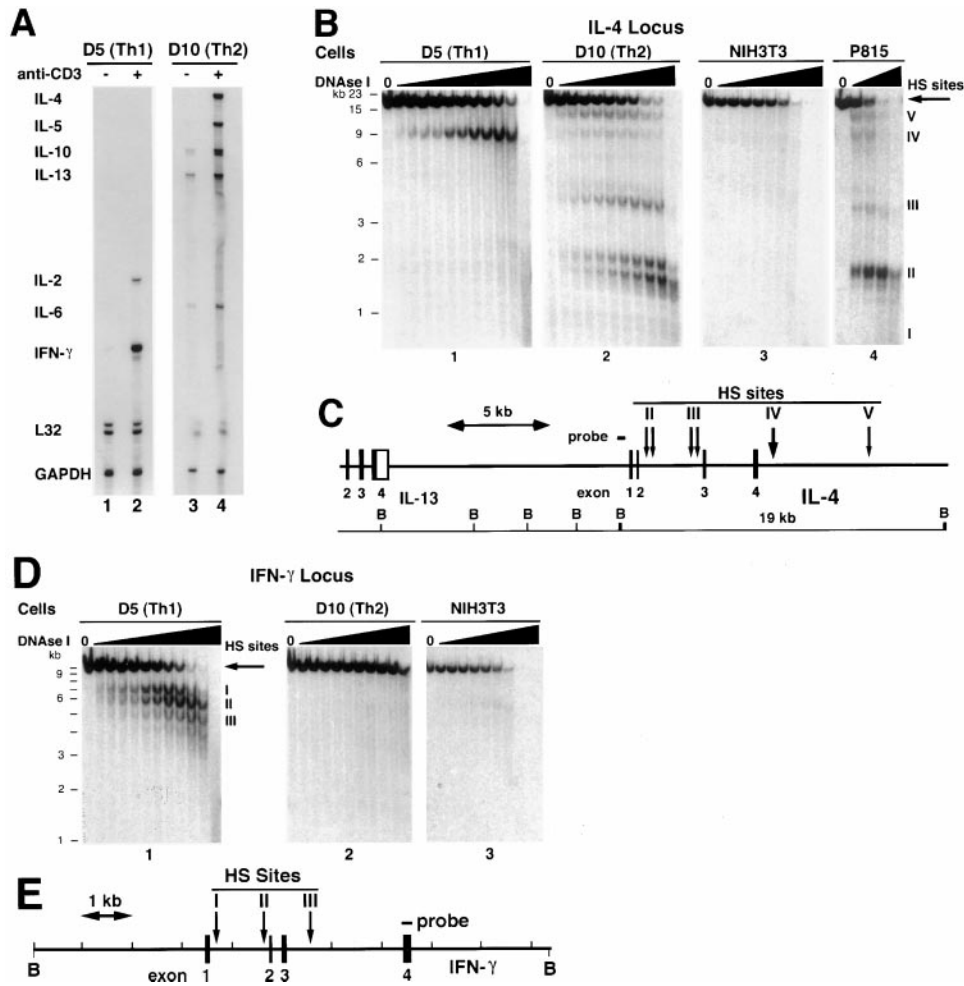 A
D5 (Th1) D10 (Th2)
anti-CD3 - + - +
IL-4
IL-5
IL-10
IL-13
IL-2
IL-6
IFN-γ
L32
GAPDH
1 2 3 4
B
IL-4 Locus
Cells D5 (Th1) D10 (Th2) NIH3T3 P815
DNAse I 0 0 0 0 HS sites
kb 23
15
9
6
3
2
1
V
IV
III
II
I
1 2 3 4
C
HS sites
5 kb II III IV V
probe
2 3 4 IL-13 exon 1 2 3 4 IL-4
B B B B B 19 kb B
D
IFN-γ Locus
Cells D5 (Th1) D10 (Th2) NIH3T3
DNAse I 0 HS sites 0 0
kb
9
6
3
2
1
I
II
III
1 2 3
E
HS Sites
1 kb I II III
probe
B exon 1 2 3 4 IFN-γ B